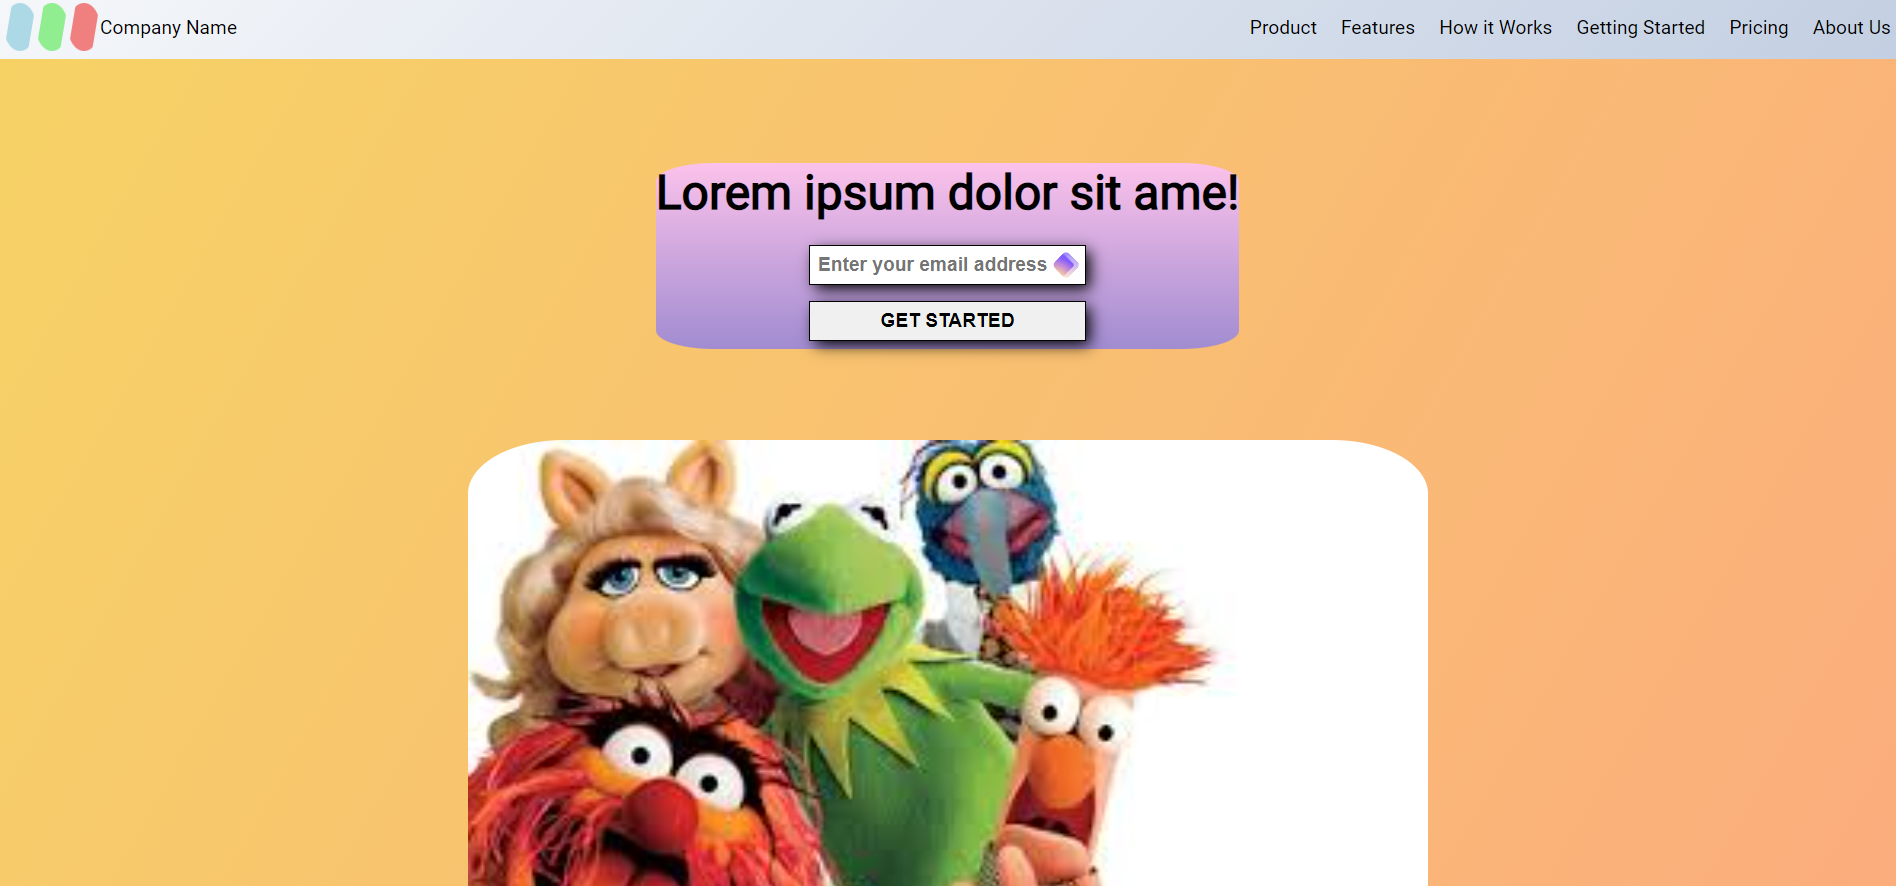 Company Name
Product Features How it Works Getting Started Pricing About Us
Lorem ipsum dolor sit ame!
Enter your email address
GET STARTED